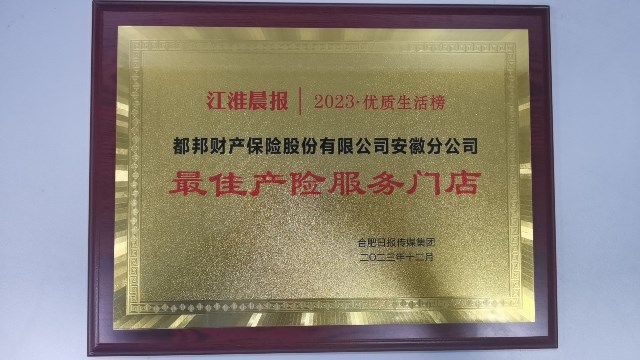 江淮晨报 | 2023·优质生活榜
都邦财产保险股份有限公司安徽分公司
最佳产险服务门店
合肥日报传媒集团
二〇二三年十二月